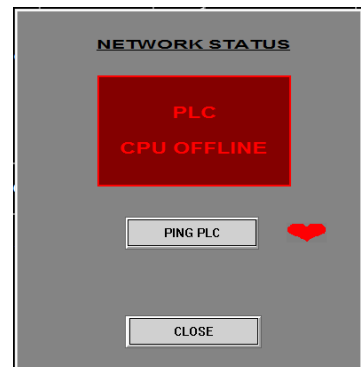 NETWORK STATUS
PLC
CPU OFFLINE
PING PLC
CLOSE